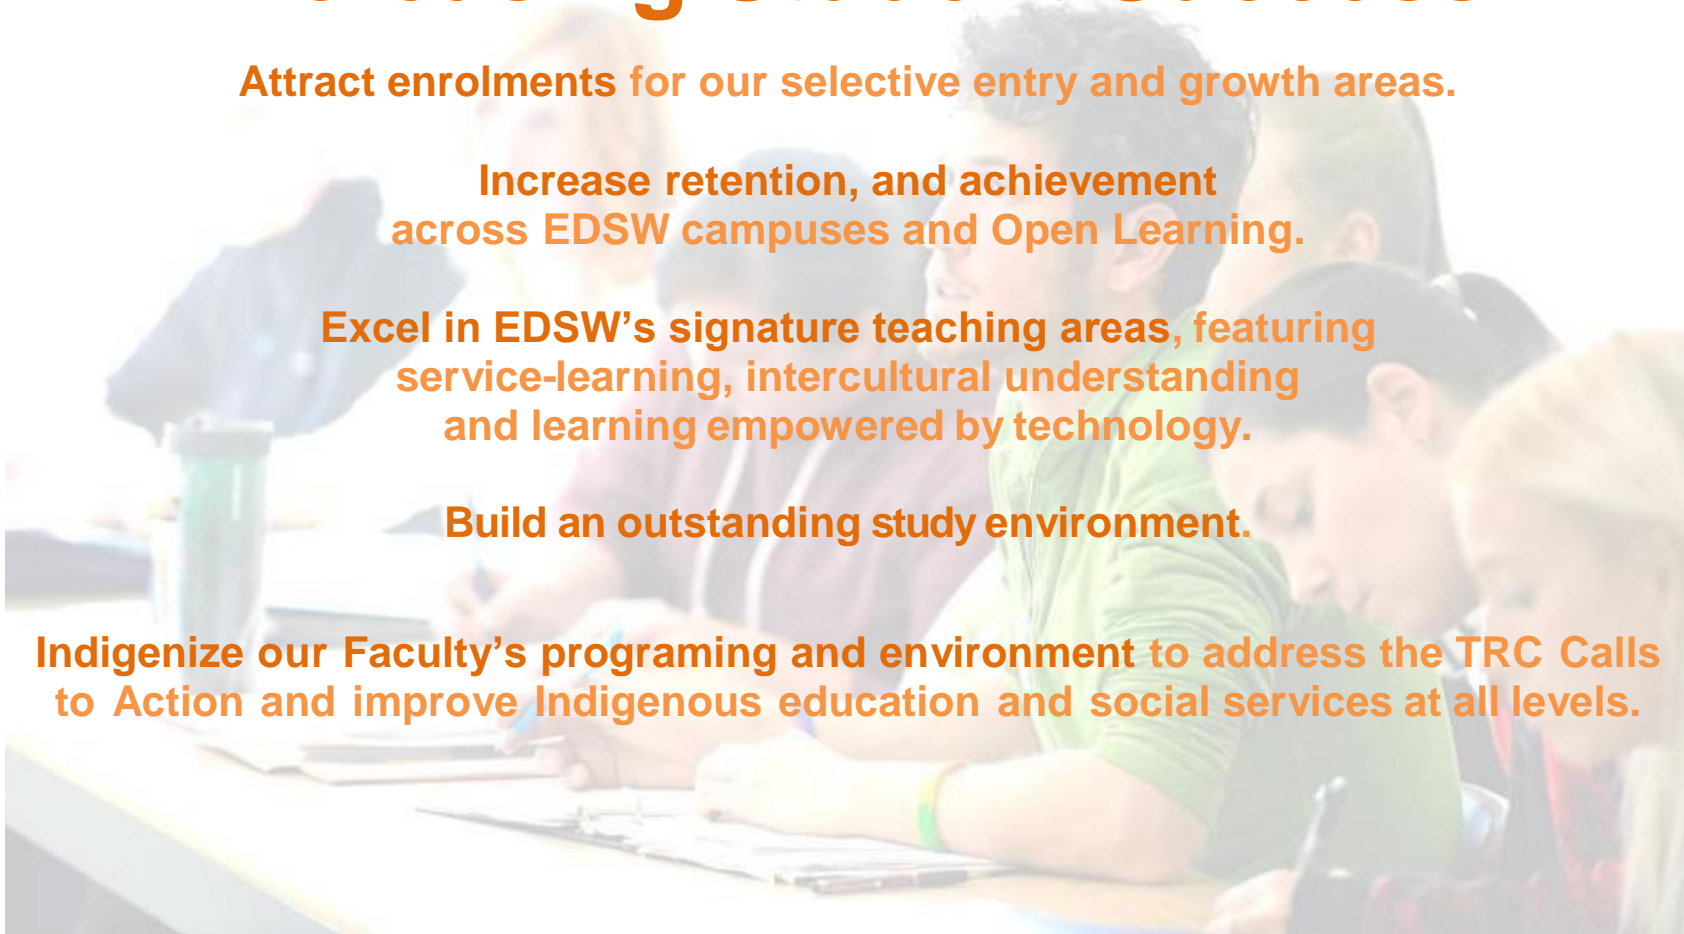 Student Success
Attract enrolments for our selective entry and growth areas.
Increase retention, and achievement
across EDSW campuses and Open Learning.
Excel in EDSW’s signature teaching areas, featuring
service-learning, intercultural understanding
and learning empowered by technology.
Build an outstanding study environment.
Indigenize our Faculty’s programing and environment to address the TRC Calls
to Action and improve Indigenous education and social services at all levels.